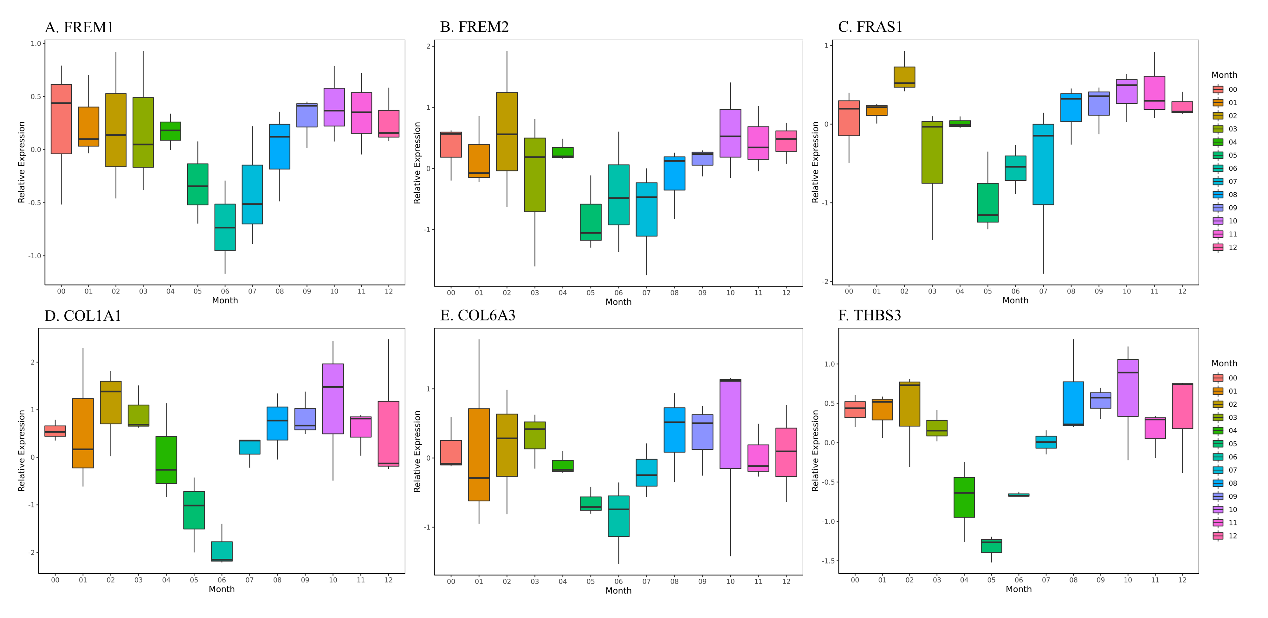 A. FREM1
1.0
0.5
0.0
-0.5
-1.0
Relative Expression
00 01 02 03 04 05 06 07 08 09 10 11 12
Month
B. FREM2
2
1
0
-1
Relative Expression
00 01 02 03 04 05 06 07 08 09 10 11 12
Month
C. FRAS1
1
0
-1
2
Relative Expression
00 01 02 03 04 05 06 07 08 09 10 11 12
Month
Month
00
01
02
03
04
05
06
07
08
09
10
11
12
D. COL1A1
2
1
0
-1
2
Relative Expression
00 01 02 03 04 05 06 07 08 09 10 11 12
Month
E. COL6A3
1
0
-1
Relative Expression
00 01 02 03 04 05 06 07 08 09 10 11 12
Month
F. THBS3
1.0
0.5
0.0
-0.5
-1.0
-1.5
Relative Expression
00 01 02 03 04 05 06 07 08 09 10 11 12
Month
Month
00
01
02
03
04
05
06
07
08
09
10
11
12